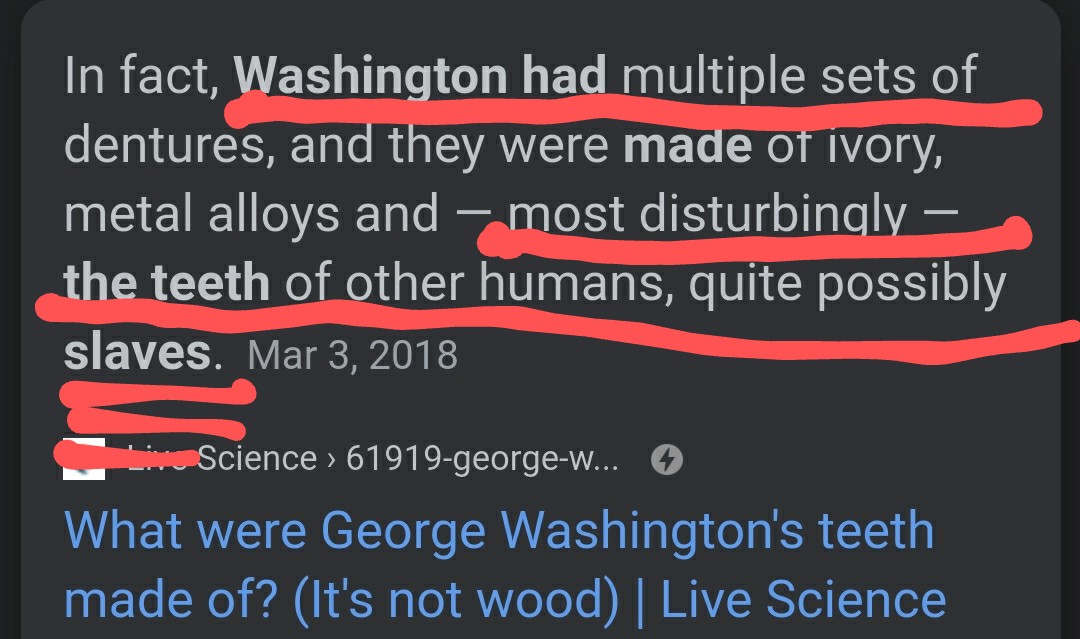 In fact, Washington had multiple sets of
dentures, and they were made of ivory,
metal alloys and — most disturbingly —
the teeth of other humans, quite possibly
slaves. Mar 3, 2018
Live Science › 61919-george-w...
What were George Washington's teeth
made of? (It's not wood) | Live Science